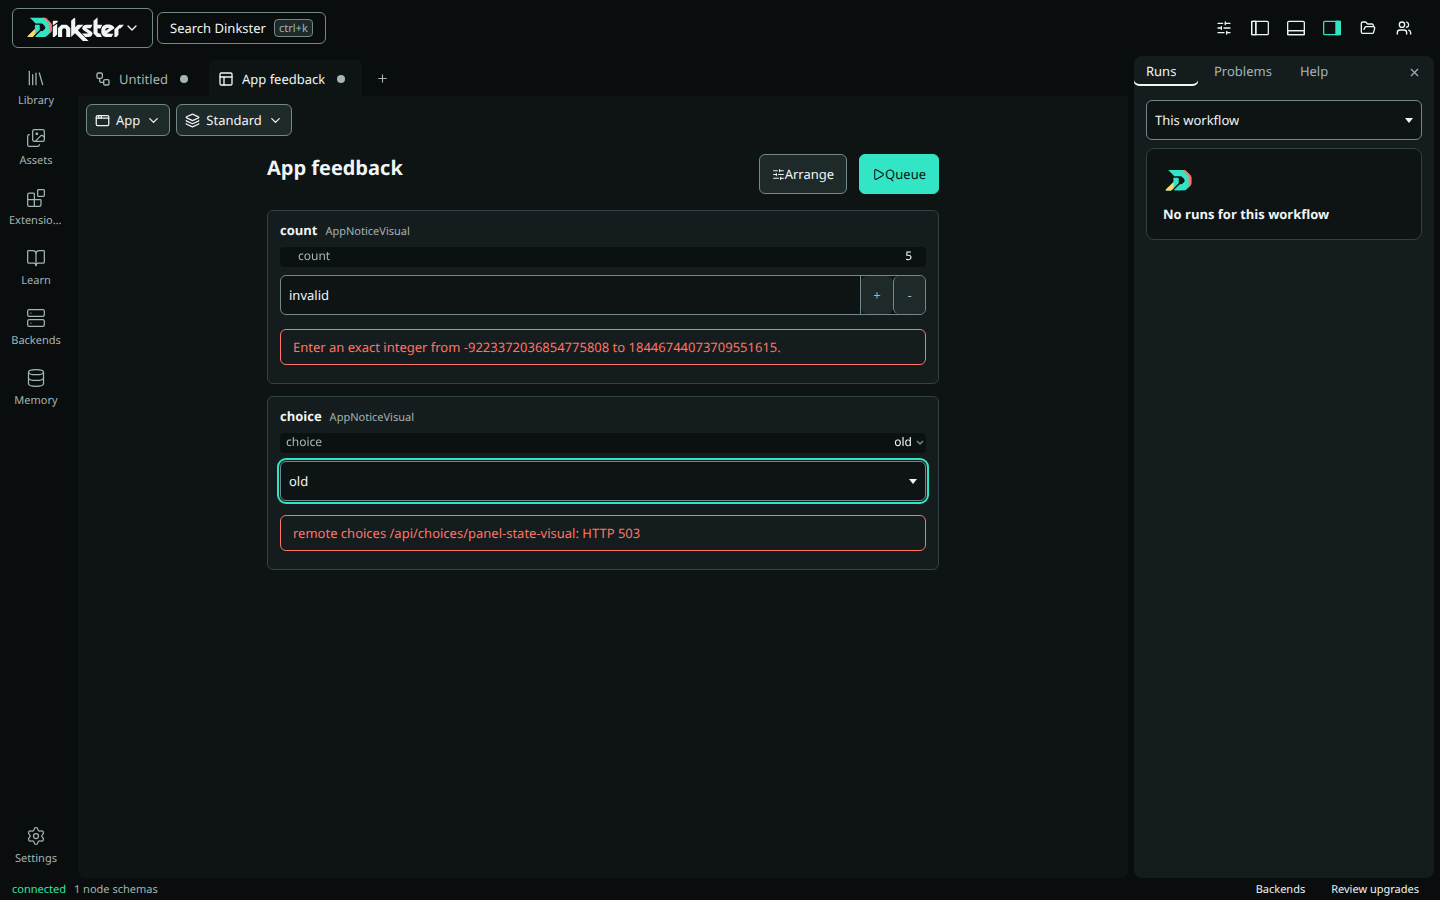 Dinkster
Search Dinkster ctrl+k
Library
Assets
Extensio...
Learn
Backends
Memory
Settings
Untitled
App feedback
+
App
Standard
App feedback
Arrange
Queue
count AppNoticeVisual
count 5
invalid + -
Enter an exact integer from -9223372036854775808 to 18446744073709551615.
choice AppNoticeVisual
choice old
old
remote choices /api/choices/panel-state-visual: HTTP 503
Runs Problems Help
This workflow
No runs for this workflow
connected 1 node schemas
Backends Review upgrades